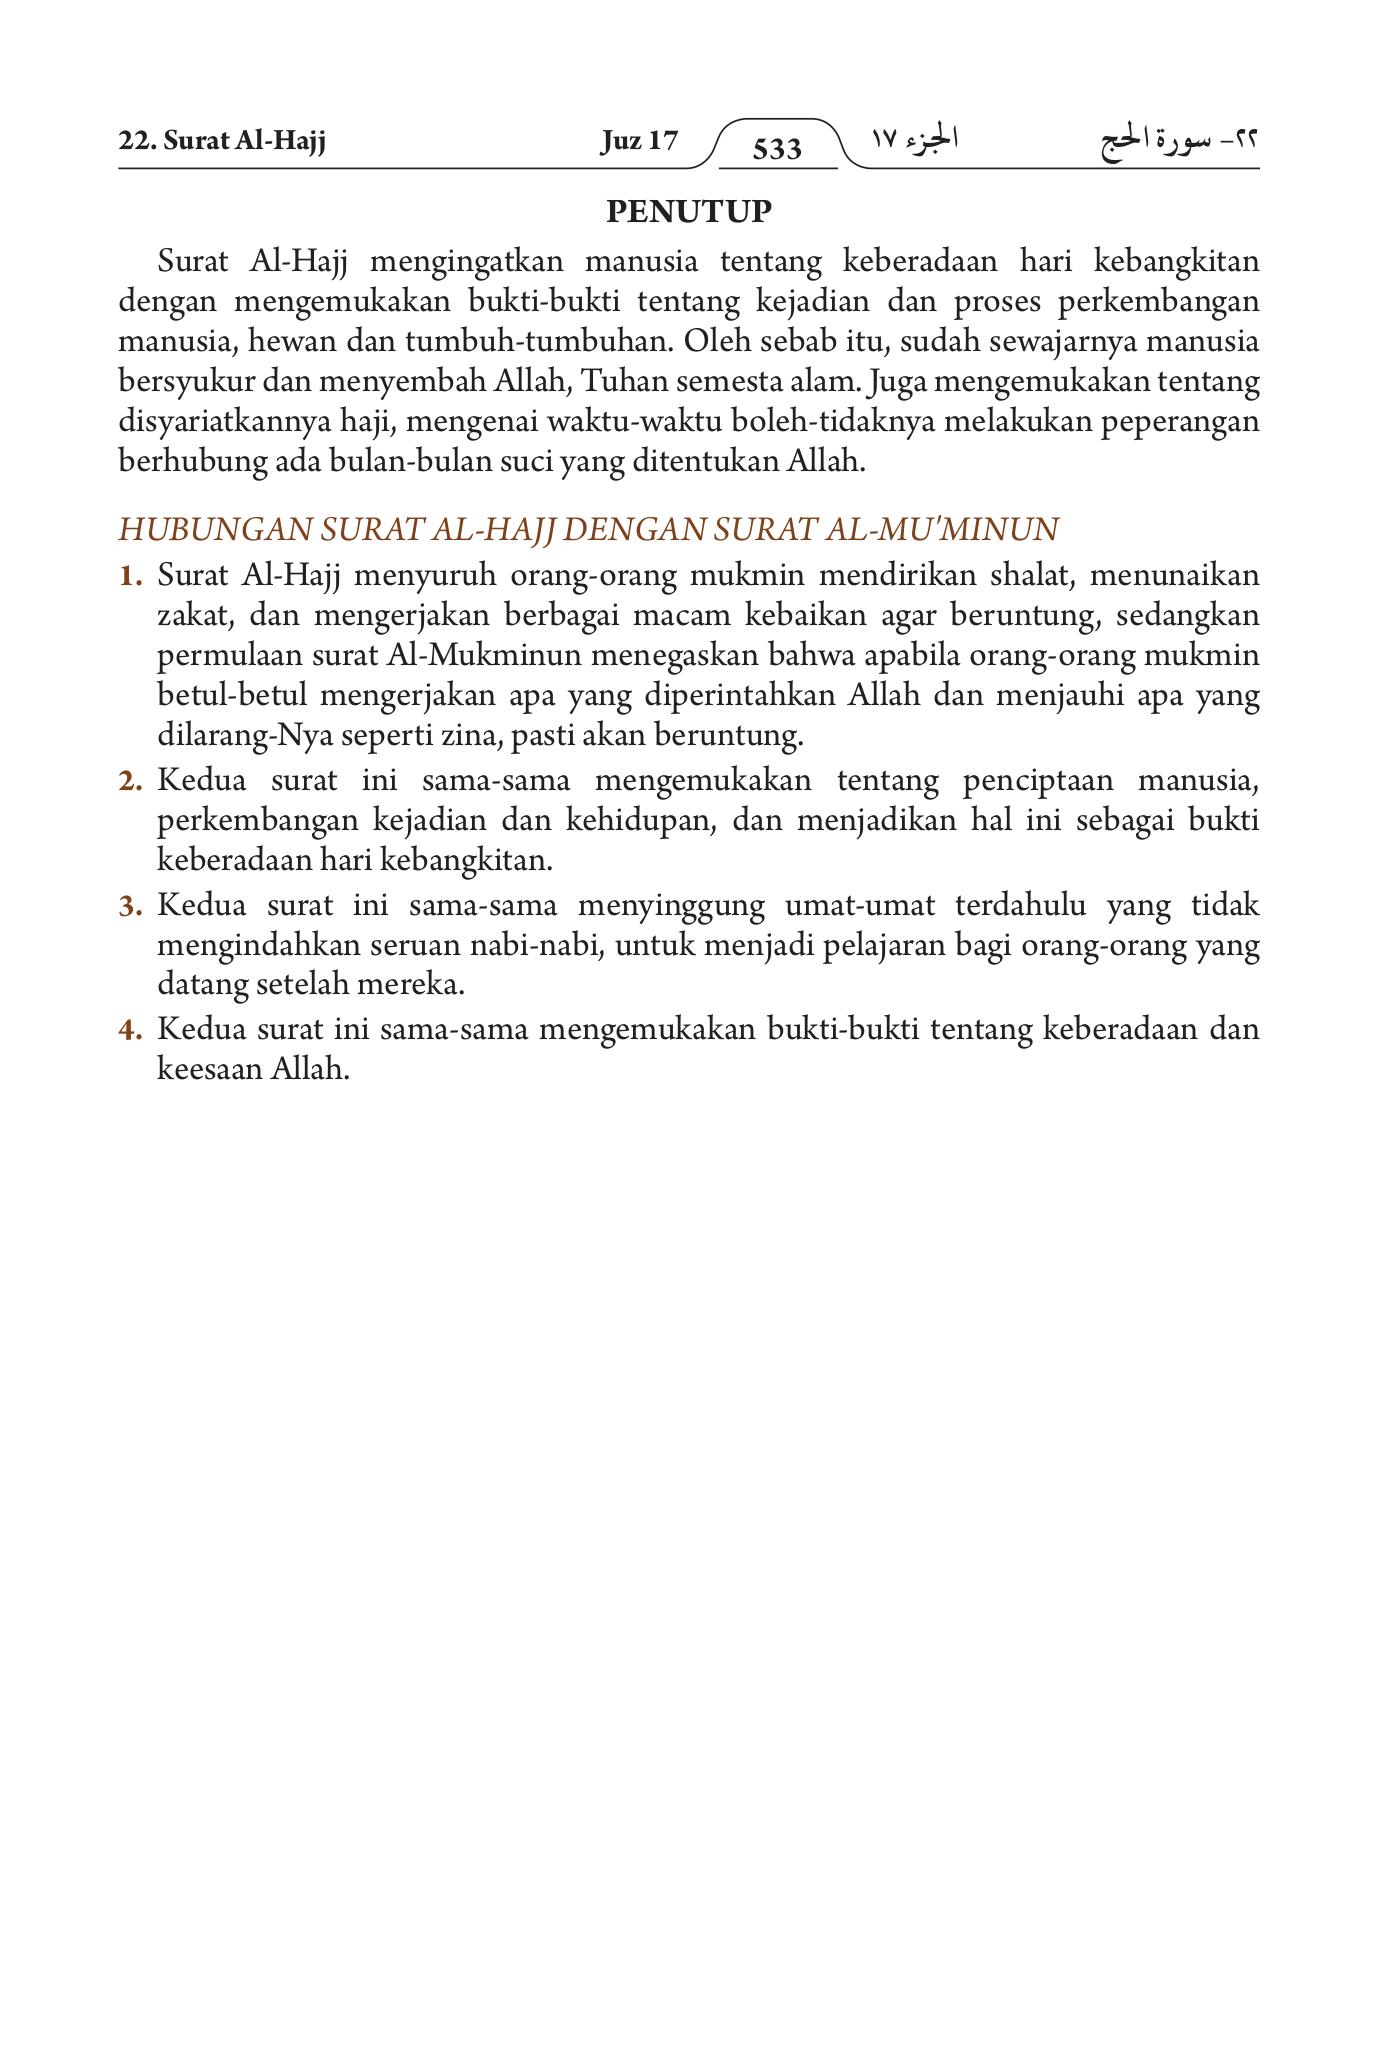 22. Surat Al-Hajj Juz 17 533 الجزء ١٧ ٢٢- سورة الحج
PENUTUP
Surat Al-Hajj mengingatkan manusia tentang keberadaan hari kebangkitan
dengan mengemukakan bukti-bukti tentang kejadian dan proses perkembangan
manusia, hewan dan tumbuh-tumbuhan. Oleh sebab itu, sudah sewajarnya manusia
bersyukur dan menyembah Allah, Tuhan semesta alam. Juga mengemukakan tentang
disyariatkannya haji, mengenai waktu-waktu boleh-tidaknya melakukan peperangan
berhubung ada bulan-bulan suci yang ditentukan Allah.
HUBUNGAN SURAT AL-HAJJ DENGAN SURAT AL-MU'MINUN
1. Surat Al-Hajj menyuruh orang-orang mukmin mendirikan shalat, menunaikan
zakat, dan mengerjakan berbagai macam kebaikan agar beruntung, sedangkan
permulaan surat Al-Mukminun menegaskan bahwa apabila orang-orang mukmin
betul-betul mengerjakan apa yang diperintahkan Allah dan menjauhi apa yang
dilarang-Nya seperti zina, pasti akan beruntung.
2. Kedua surat ini sama-sama mengemukakan tentang penciptaan manusia,
perkembangan kejadian dan kehidupan, dan menjadikan hal ini sebagai bukti
keberadaan hari kebangkitan.
3. Kedua surat ini sama-sama menyinggung umat-umat terdahulu yang tidak
mengindahkan seruan nabi-nabi, untuk menjadi pelajaran bagi orang-orang yang
datang setelah mereka.
4. Kedua surat ini sama-sama mengemukakan bukti-bukti tentang keberadaan dan
keesaan Allah.